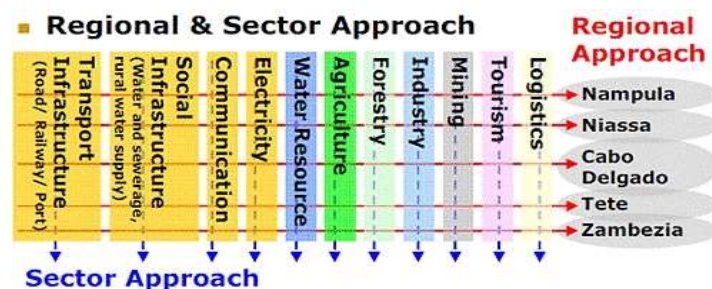 Regional & Sector Approach
Regional
Approach
Transport
Infrastructure
(Road/ Railway/ Port)
Social
Infrastructure
(Water and sewerage,
rural water supply)
Communication
Electricity
Water Resource
Agriculture
Forestry
Industry
Mining
Tourism
Logistics
Nampula
Niassa
Cabo
Delgado
Tete
Zambezia
Sector Approach